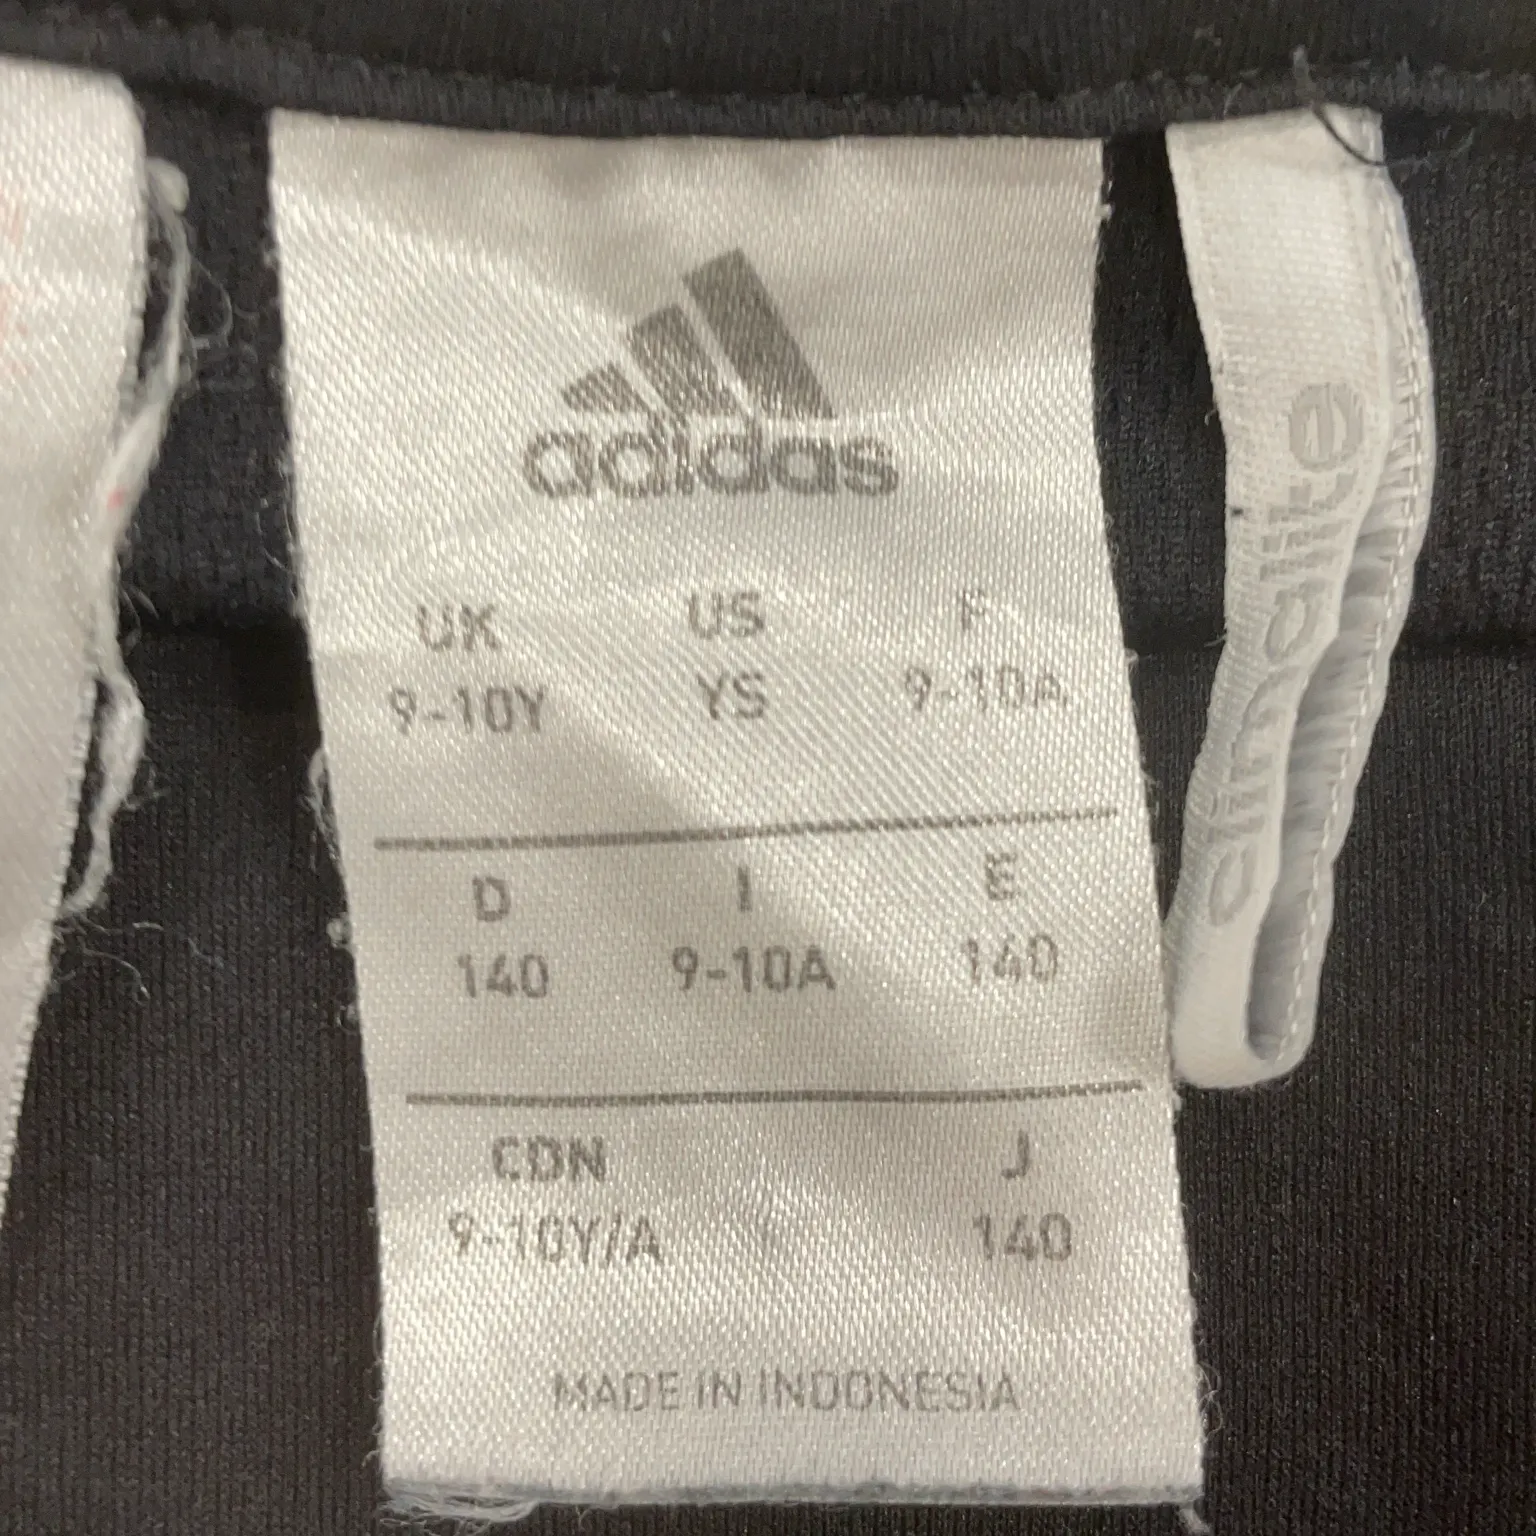 adidas
UK US F
9-10Y YS 9-10A
D I E
140 9-10A 140
CDN J
9-10Y/A 140
MADE IN INDONESIA
climalite